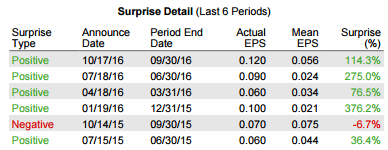 Surprise Detail (Last 6 Periods)
Surprise Type Announce Date Period End Date Actual EPS Mean EPS Surprise (%)
Positive 10/17/16 09/30/16 0.120 0.056 114.3%
Positive 07/18/16 06/30/16 0.090 0.024 275.0%
Positive 04/18/16 03/31/16 0.060 0.034 76.5%
Positive 01/19/16 12/31/15 0.100 0.021 376.2%
Negative 10/14/15 09/30/15 0.070 0.075 -6.7%
Positive 07/15/15 06/30/15 0.060 0.044 36.4%